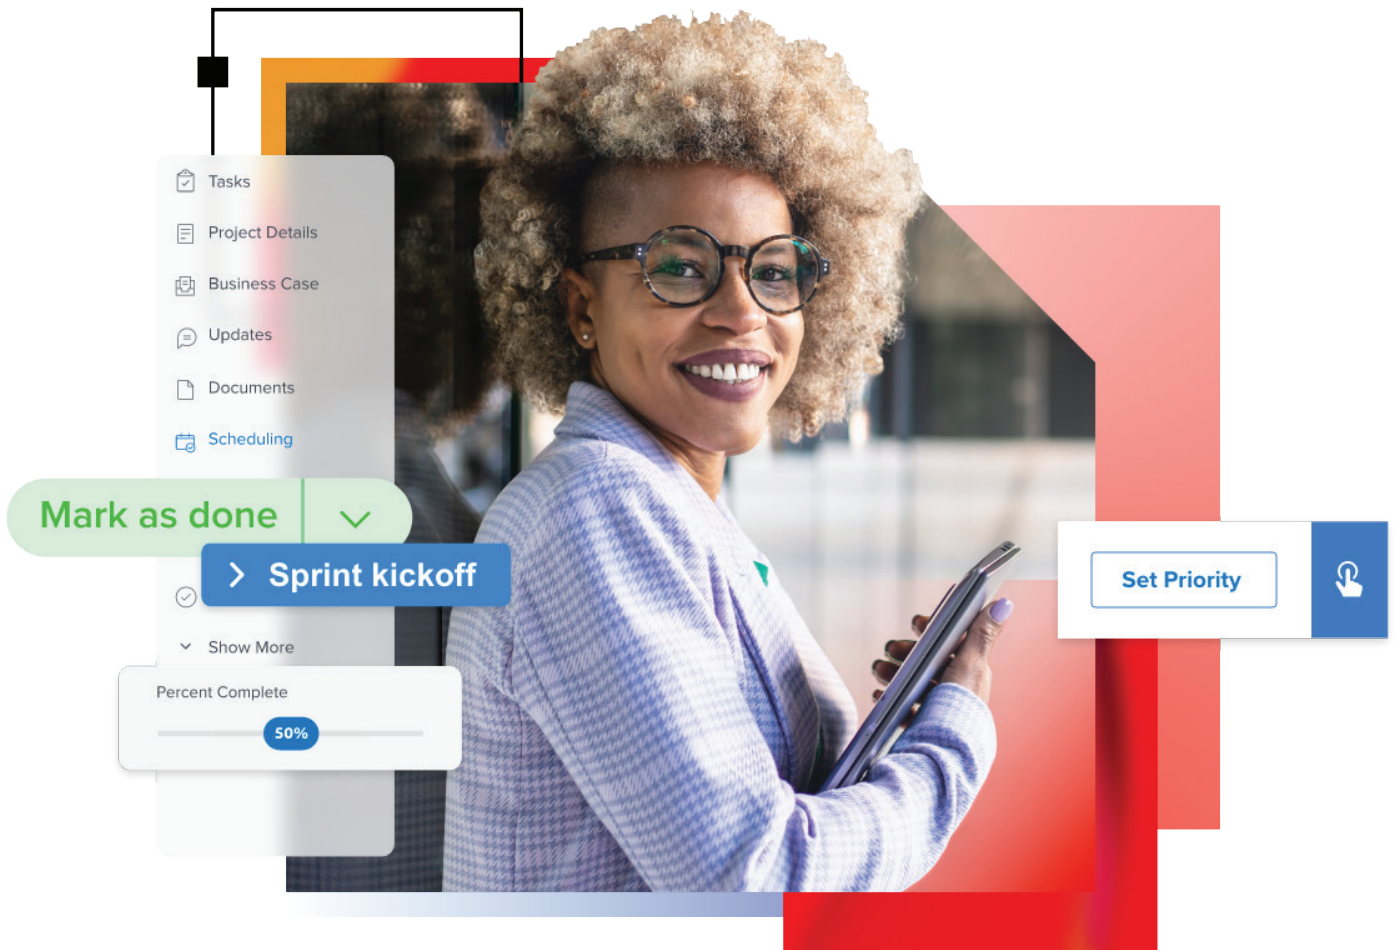 Tasks
Project Details
Business Case
Updates
Documents
Scheduling
Mark as done
Sprint kickoff
Set Priority
Show More
Percent Complete
50%